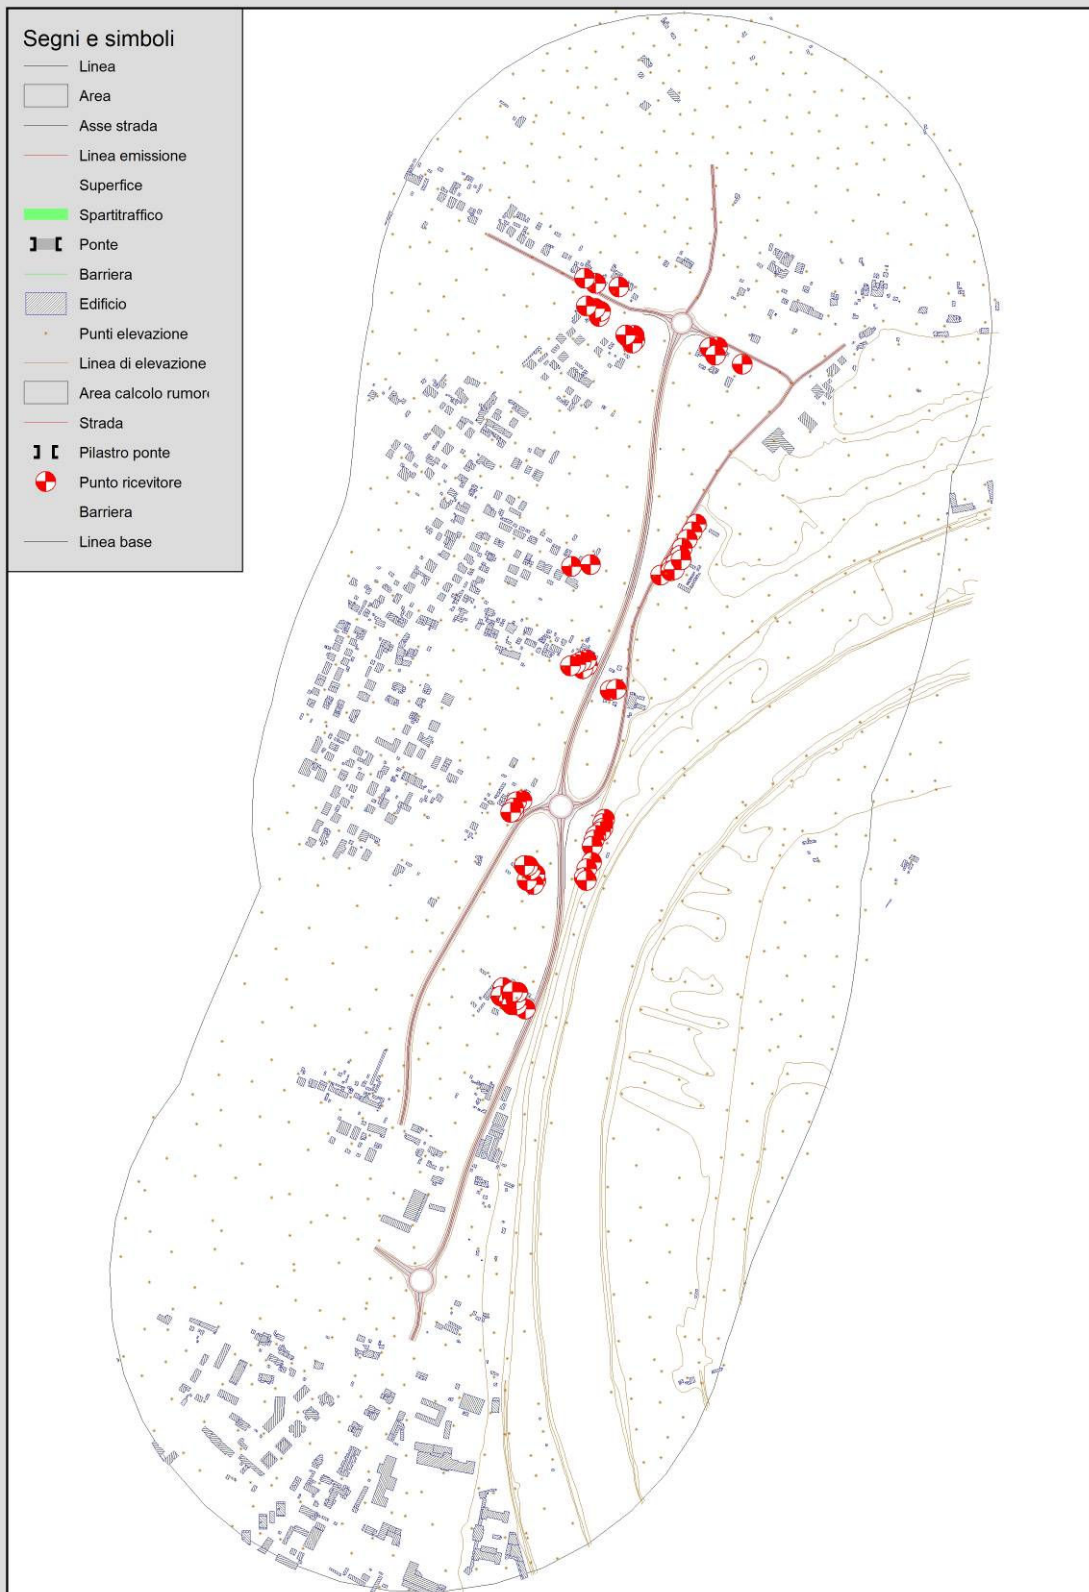 Segni e simboli
Linea
Area
Asse strada
Linea emissione
Superfice
Spartitraffico
Ponte
Barriera
Edificio
Punti elevazione
Linea di elevazione
Area calcolo rumor
Strada
Pilastro ponte
Punto ricevitore
Barriera
Linea base